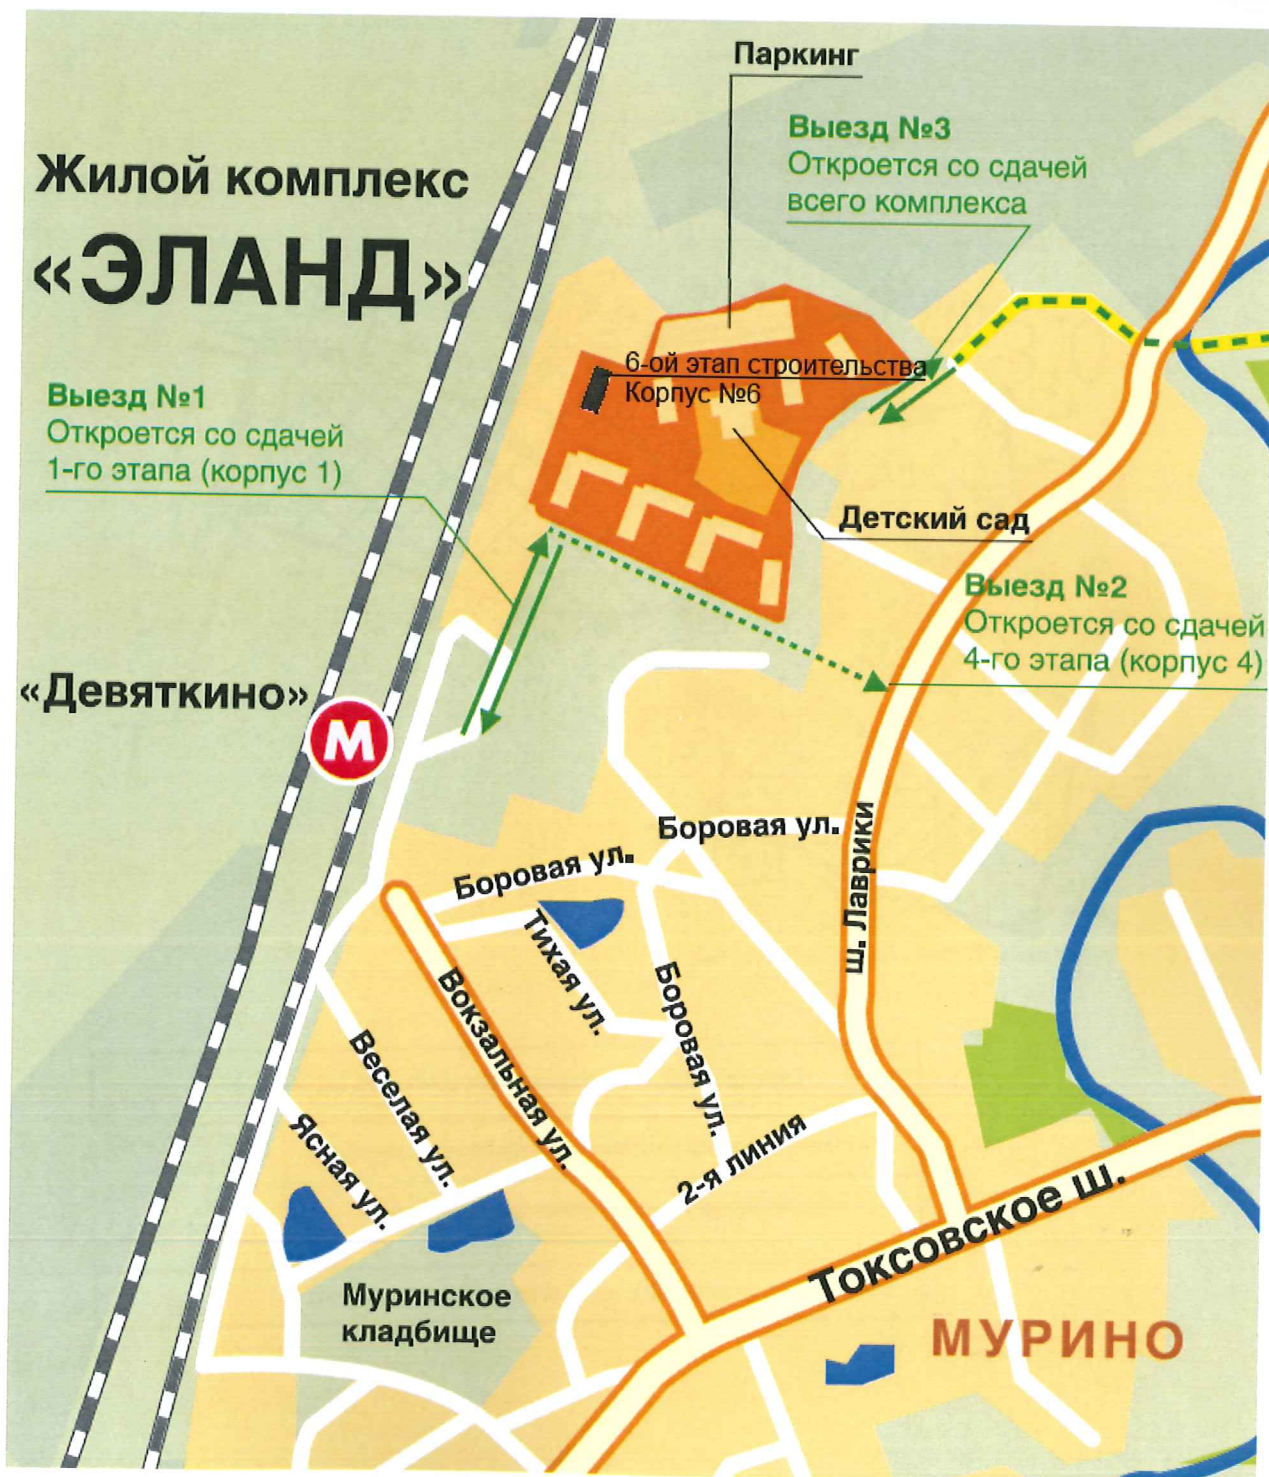 Паркинг
Выезд №3
Откроется со сдачей
всего комплекса
Жилой комплекс
«ЭЛАНД»
6-ой этап строительства
Корпус №6
Выезд №1
Откроется со сдачей
1-го этапа (корпус 1)
Детский сад
Выезд №2
Откроется со сдачей
4-го этапа (корпус 4)
«Девяткино»
М
Боровая ул.
Боровая ул.
ш. Лаврики
Тихая ул.
Боровая ул.
Вокзальная ул.
Веселая ул.
Ясная ул.
2-я линия
Токсовское ш.
Муринское
кладбище
МУРИНО